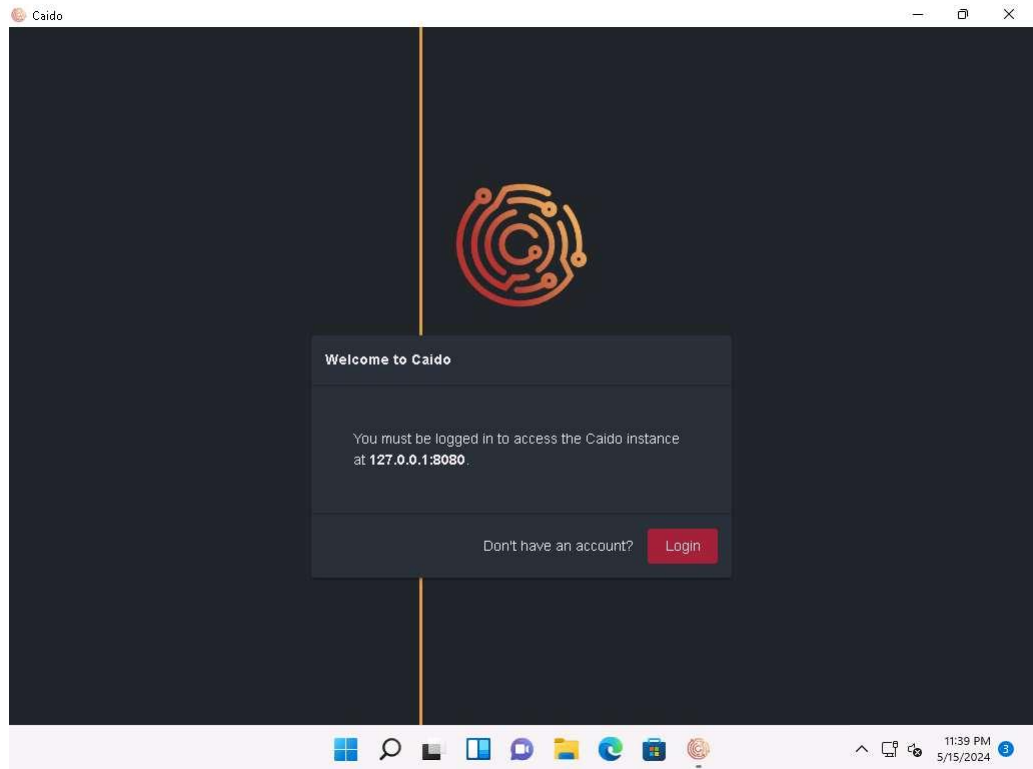 Caido
Welcome to Caido
You must be logged in to access the Caido instance
at 127.0.0.1:8080.
Don't have an account?
Login
11:39 PM
5/15/2024
3